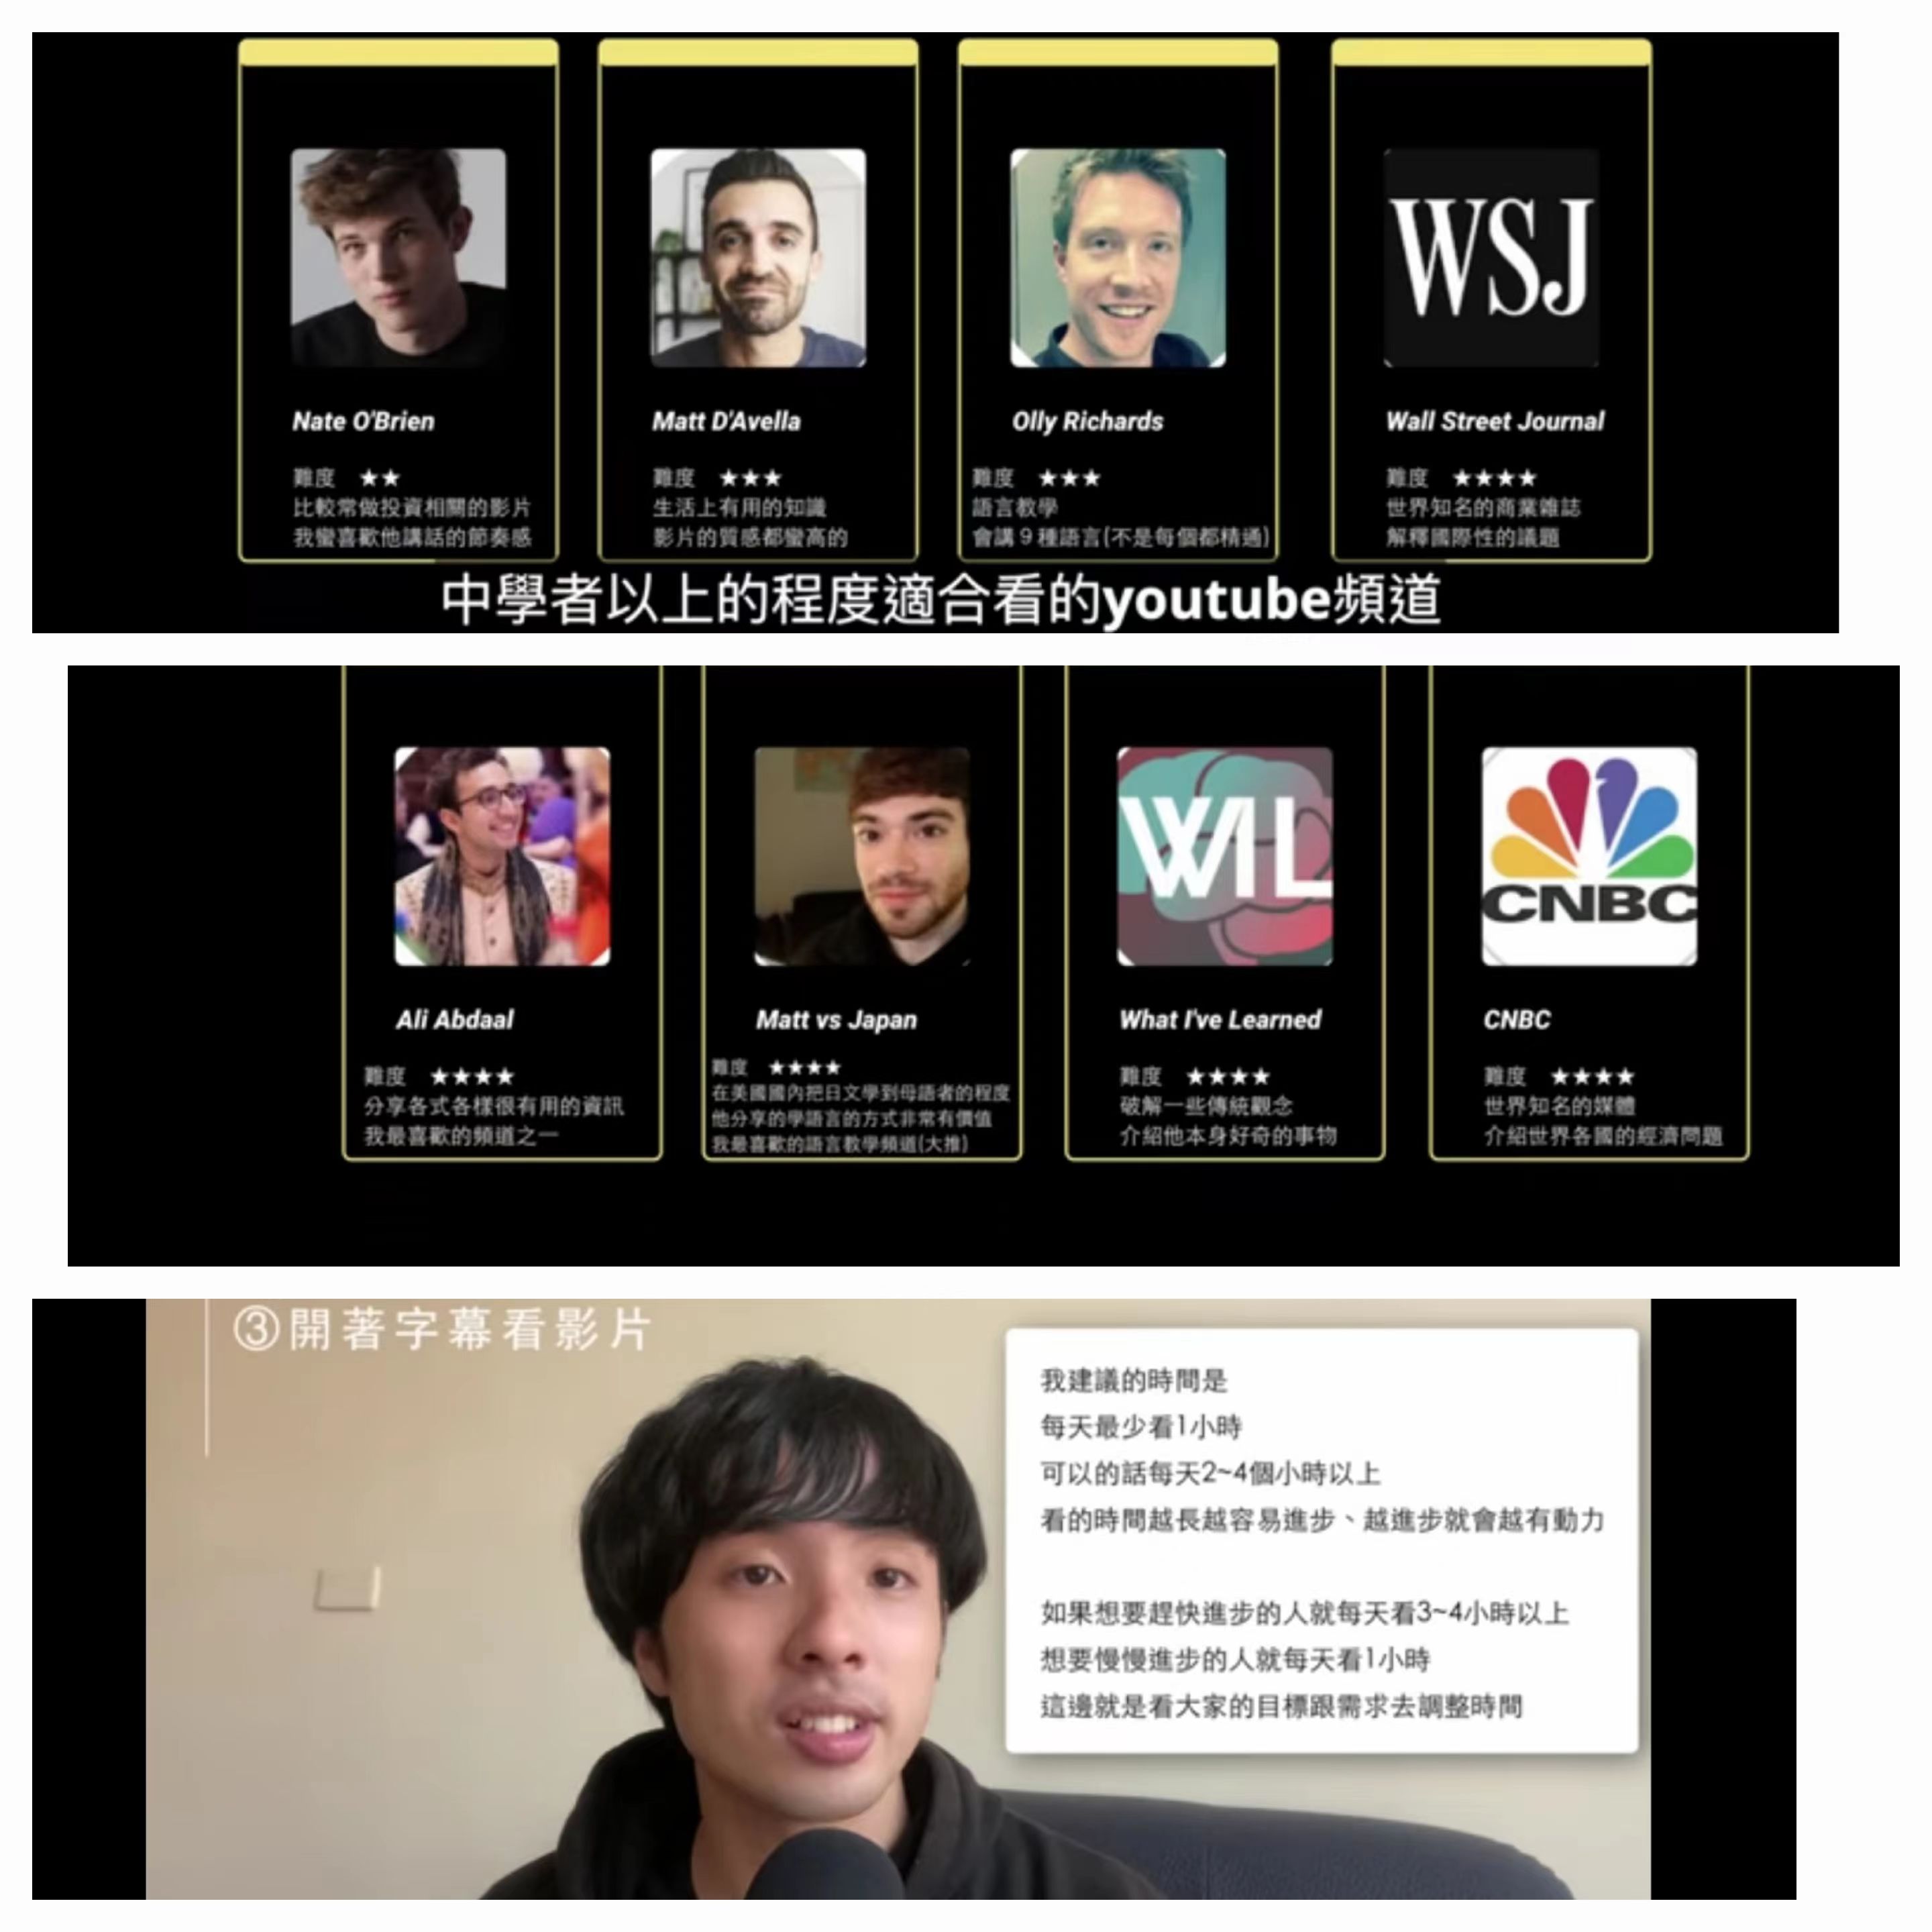 WSJ
Nate O'Brien
難度 ★★
比較常做投資相關的影片
我蠻喜歡他講話的節奏感
Matt D'Avella
難度 ★★★
生活上有用的知識
影片的質感都蠻高的
Olly Richards
難度 ★★★
語言教學
會講9種語言(不是每個都精通)
Wall Street Journal
難度 ★★★★
世界知名的商業雜誌
解釋國際性的議題
中學者以上的程度適合看的youtube頻道
WIL
CNBC
Ali Abdaal
難度 ★★★★
分享各式各樣很有用的資訊
我最喜歡的頻道之一
Matt vs Japan
難度 ★★★★
在美國國內把日文學到母語者的程度
他分享的學語言的方式非常有價值
我最喜歡的語言教學頻道(大推)
What I've Learned
難度 ★★★★
破解一些傳統觀念
介紹他本身好奇的事物
CNBC
難度 ★★★★
世界知名的媒體
介紹世界各國的經濟問題
③開著字幕看影片
我建議的時間是
每天最少看1小時
可以的話每天2~4個小時以上
看的時間越長越容易進步、越進步就會越有動力
如果想要趕快進步的人就每天看3~4小時以上
想要慢慢進步的人就每天看1小時
這邊就是看大家的目標跟需求去調整時間